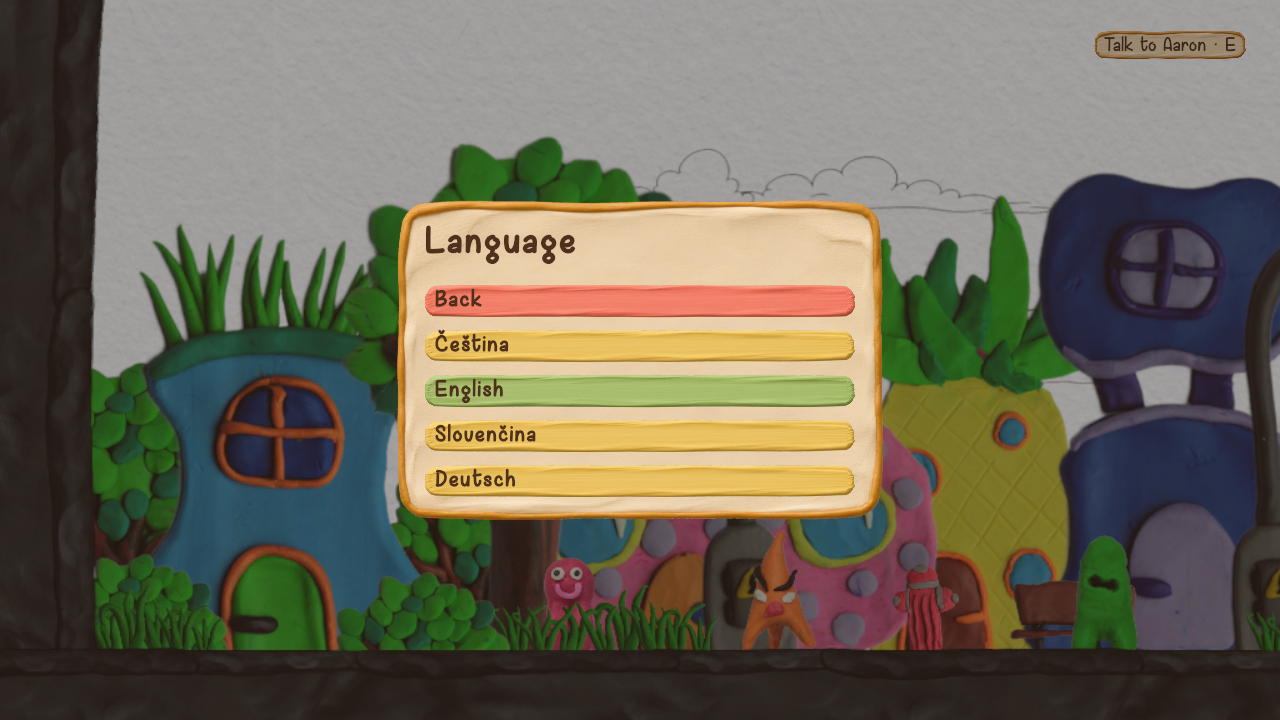 Talk to Aaron · E
Language
Back
Čeština
English
Slovenčina
Deutsch